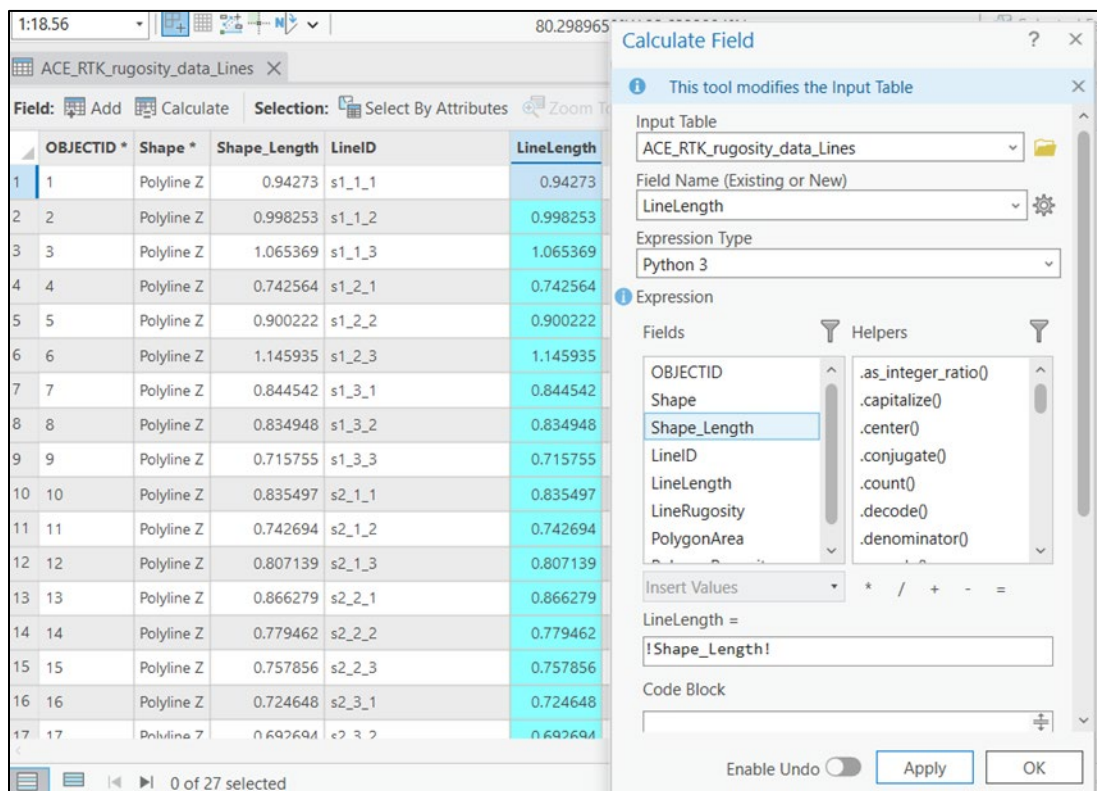 1:18.56
80.298965
ACE_RTK_rugosity_data_Lines
Field: Add Calculate Selection: Select By Attributes Zoom To
OBJECTID * Shape * Shape_Length LineID LineLength
1 1 Polyline Z 0.94273 s1_1_1 0.94273
2 2 Polyline Z 0.998253 s1_1_2 0.998253
3 3 Polyline Z 1.065369 s1_1_3 1.065369
4 4 Polyline Z 0.742564 s1_2_1 0.742564
5 5 Polyline Z 0.900222 s1_2_2 0.900222
6 6 Polyline Z 1.145935 s1_2_3 1.145935
7 7 Polyline Z 0.844542 s1_3_1 0.844542
8 8 Polyline Z 0.834948 s1_3_2 0.834948
9 9 Polyline Z 0.715755 s1_3_3 0.715755
10 10 Polyline Z 0.835497 s2_1_1 0.835497
11 11 Polyline Z 0.742694 s2_1_2 0.742694
12 12 Polyline Z 0.807139 s2_1_3 0.807139
13 13 Polyline Z 0.866279 s2_2_1 0.866279
14 14 Polyline Z 0.779462 s2_2_2 0.779462
15 15 Polyline Z 0.757856 s2_2_3 0.757856
16 16 Polyline Z 0.724648 s2_3_1 0.724648
17 17 Polyline Z 0.692694 s2_3_2 0.692694
0 of 27 selected
Calculate Field ?
This tool modifies the Input Table
Input Table
ACE_RTK_rugosity_data_Lines
Field Name (Existing or New)
LineLength
Expression Type
Python 3
Expression
Fields
OBJECTID
Shape
Shape_Length
LineID
LineLength
LineRugosity
PolygonArea
Helpers
.as_integer_ratio()
.capitalize()
.center()
.conjugate()
.count()
.decode()
.denominator()
Insert Values * / + - =
LineLength =
!Shape_Length!
Code Block
Enable Undo Apply OK